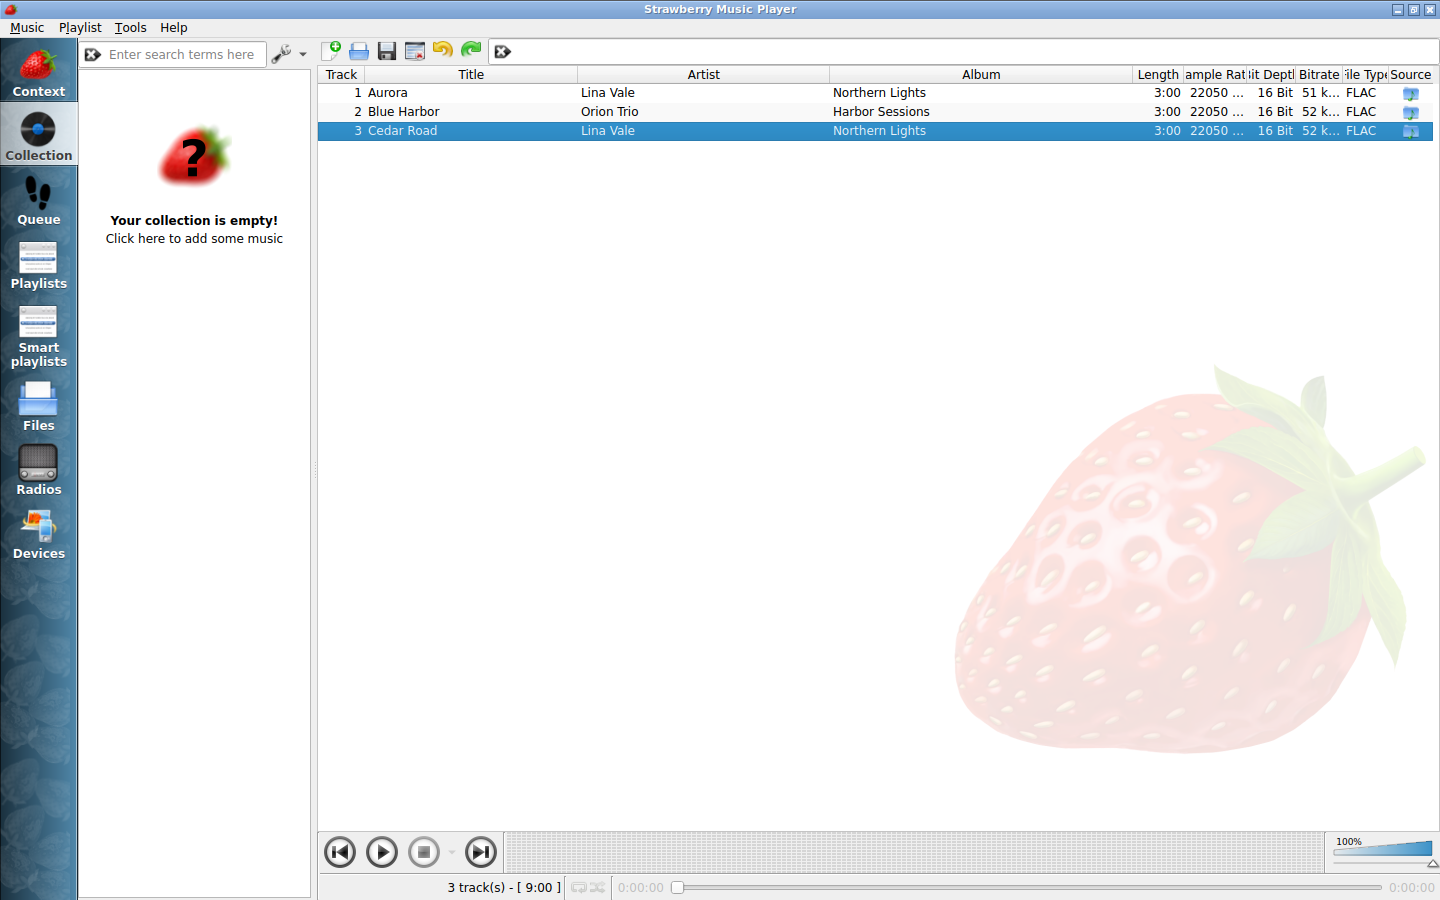 Strawberry Music Player
Music Playlist Tools Help
Context
Collection
Queue
Playlists
Smart
playlists
Files
Radios
Devices
Enter search terms here
Your collection is empty!
Click here to add some music
Track Title Artist Album Length ample Rat it Dept Bitrate ile Type Source
1 Aurora Lina Vale Northern Lights 3:00 22050 ... 16 Bit 51 k... FLAC
2 Blue Harbor Orion Trio Harbor Sessions 3:00 22050 ... 16 Bit 52 k... FLAC
3 Cedar Road Lina Vale Northern Lights 3:00 22050 ... 16 Bit 52 k... FLAC
100%
3 track(s) - [ 9:00 ] 0:00:00 0:00:00